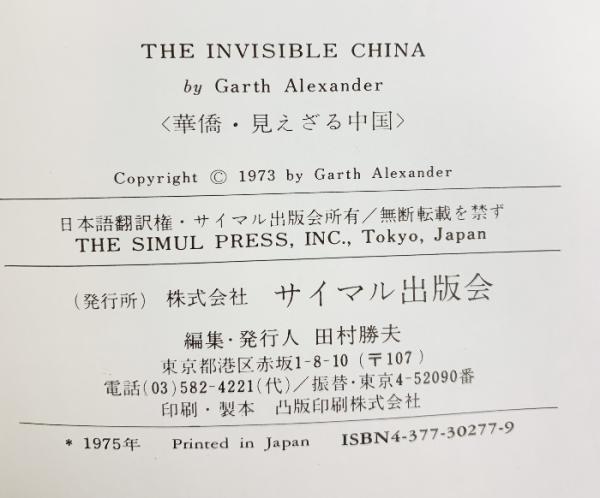 THE INVISIBLE CHINA
by Garth Alexander
〈華僑・見えざる中国〉
Copyright © 1973 by Garth Alexander
日本語翻訳権・サイマル出版会所有／無断転載を禁ず
THE SIMUL PRESS, INC., Tokyo, Japan
(発行所) 株式会社 サイマル出版会
編集・発行人 田村勝夫
東京都港区赤坂1-8-10 (〒107)
電話(03)582-4221(代)／振替・東京4-52090番
印刷・製本 凸版印刷株式会社
* 1975年 Printed in Japan ISBN4-377-30277-9